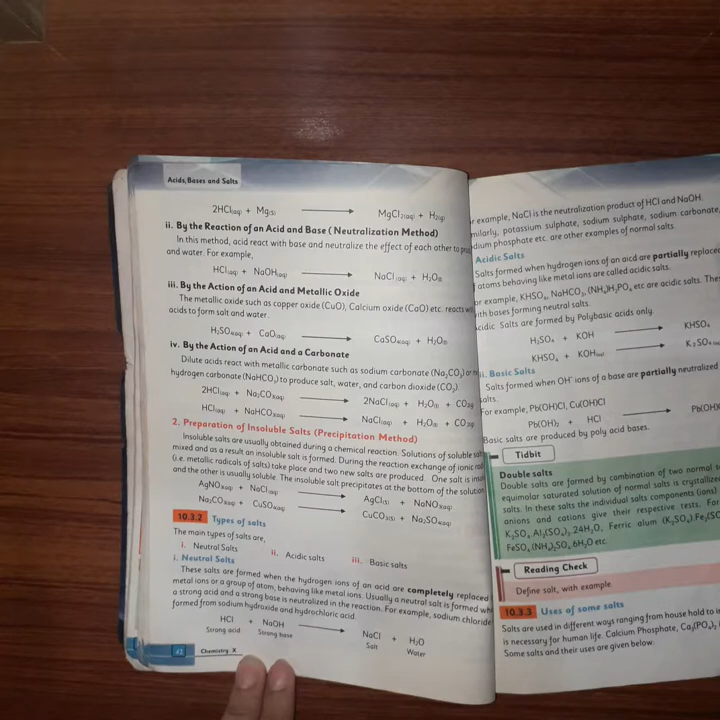 Acids, Bases and Salts
2HCl(aq) + Mg(s) → MgCl2(aq) + H2(g)
ii. By the Reaction of an Acid and Base ( Neutralization Method)
In this method, acid react with base and neutralize the effect of each other to
and water. For example,
HCl(aq) + NaOH(aq) → NaCl(aq) + H2O(l)
iii. By the Action of an Acid and Metallic Oxide
The metallic oxide such as copper oxide (CuO), Calcium oxide (CaO) etc. reacts
acids to form salt and water.
H2SO4(aq) + CaO(aq) → CaSO4(aq) + H2O(l)
iv. By the Action of an Acid and a Carbonate
Dilute acids react with metallic carbonate such as sodium carbonate (Na2CO3) or
hydrogen carbonate (NaHCO3) to produce salt, water, and carbon dioxide (CO2).
2HCl(aq) + Na2CO3(aq) → 2NaCl(aq) + H2O(l) + CO2(g)
HCl(aq) + NaHCO3(aq) → NaCl(aq) + H2O(l) + CO2(g)
2. Preparation of Insoluble Salts (Precipitation Method)
Insoluble salts are usually obtained during a chemical reaction. Solutions of soluble
mixed and as a result an insoluble salt is formed. During the reaction exchange of ionic
(i.e. metallic radicals of salts) take place and two new salts are produced. One salt is
and the other is usually soluble. The insoluble salt precipitates at the bottom of the solution
AgNO3(aq) + NaCl(aq) → AgCl(s) + NaNO3(aq)
Na2CO3(aq) + CuSO4(aq) → CuCO3(s) + Na2SO4(aq)
10.3.2 Types of salts
The main types of salts are,
i. Neutral Salts ii. Acidic salts iii. Basic salts
i. Neutral Salts
These salts are formed when the hydrogen ions of an acid are completely replaced
metal ions or a group of atom, behaving like metal ions. Usually a neutral salt is formed
a strong acid and a strong base is neutralized in the reaction. For example, sodium chloride
formed from sodium hydroxide and hydrochloric acid.
HCl + NaOH → NaCl + H2O
Strong acid Strong base Salt Water
62 Chemistry X
example, NaCl is the neutralization product of HCl and NaOH.
potassium sulphate, sodium sulphate, sodium carbonate,
phosphate etc. are other examples of normal salts.
Acidic Salts
Salts formed when hydrogen ions of an aicd are partially replaced
atoms behaving like metal ions are called acidic salts.
example, KHSO4, NaHCO3, (NH4)H2PO4 etc are acidic salts.
with bases forming neutral salts.
Salts are formed by Polybasic acids only.
H2SO4 + KOH → KHSO4
KHSO4 + KOH → K2SO4
Basic Salts
Salts formed when OH- ions of a base are partially neutralized
salts.
For example, Pb(OH)Cl, Cu(OH)Cl
Pb(OH)2 + HCl →
Basic salts are produced by poly acid bases.
Tidbit
Double salts
Double salts are formed by combination of two normal
equimolar saturated solution of normal salts is crystallized
salts. In these salts the individual salts components (ions)
anions and cations give their respective tests. For
K2SO4.Al2(SO4)3.24H2O, Ferric alum (K2SO4).Fe2
FeSO4.(NH4)2SO4.6H2O etc
Reading Check
Define salt, with example.
10.3.3 Uses of some salts
Salts are used in different ways ranging from house hold to
is necessary for human life. Calcium Phosphate, Ca3(PO4)2
Some salts and their uses are given below: